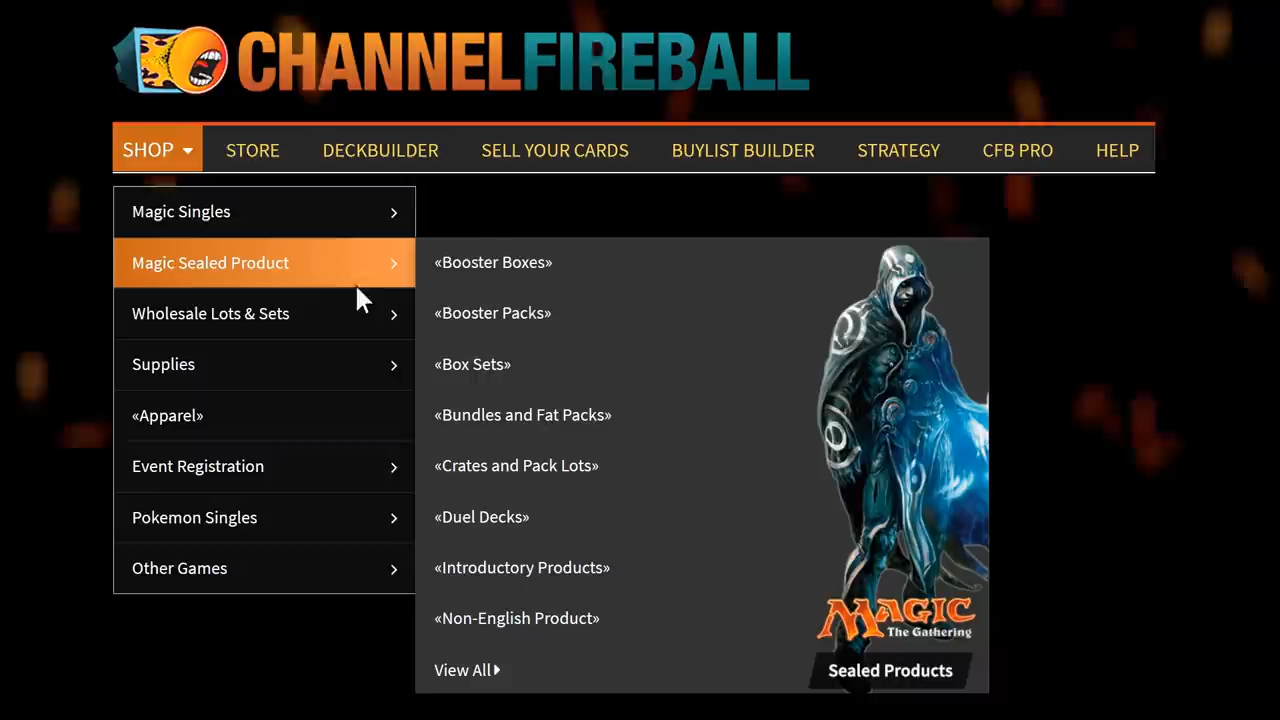 CHANNELFIREBALL
SHOP STORE DECKBUILDER SELL YOUR CARDS BUYLIST BUILDER STRATEGY CFB PRO HELP
Magic Singles
Magic Sealed Product
Wholesale Lots & Sets
Supplies
«Apparel»
Event Registration
Pokemon Singles
Other Games
«Booster Boxes»
«Booster Packs»
«Box Sets»
«Bundles and Fat Packs»
«Crates and Pack Lots»
«Duel Decks»
«Introductory Products»
«Non-English Product»
View All
MAGIC
The Gathering
Sealed Products